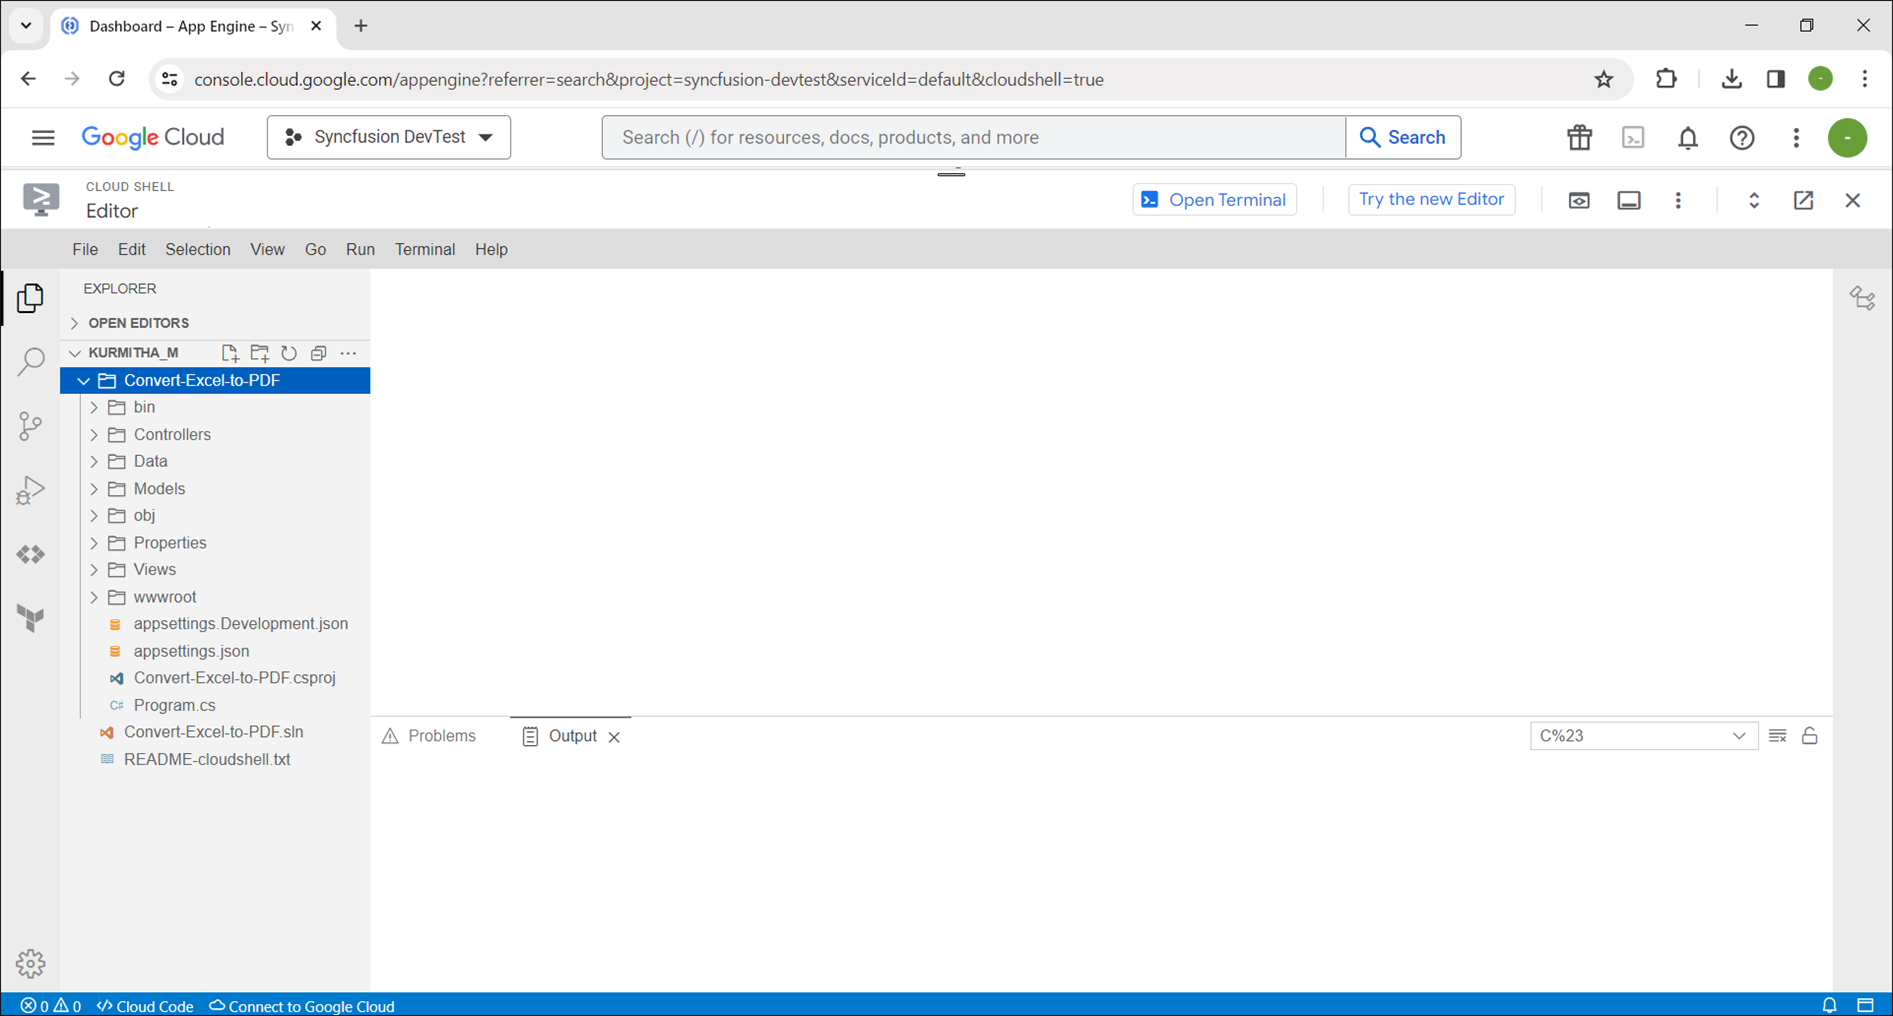 Dashboard – App Engine – Syn
console.cloud.google.com/appengine?referrer=search&project=syncfusion-devtest&serviceId=default&cloudshell=true
Google Cloud
Syncfusion DevTest
Search (/) for resources, docs, products, and more
Search
CLOUD SHELL
Editor
Open Terminal
Try the new Editor
File Edit Selection View Go Run Terminal Help
EXPLORER
OPEN EDITORS
KURMITHA_M
Convert-Excel-to-PDF
bin
Controllers
Data
Models
obj
Properties
Views
wwwroot
appsettings.Development.json
appsettings.json
Convert-Excel-to-PDF.csproj
C# Program.cs
Convert-Excel-to-PDF.sln
README-cloudshell.txt
Problems
Output
C%23
0 0 Cloud Code Connect to Google Cloud